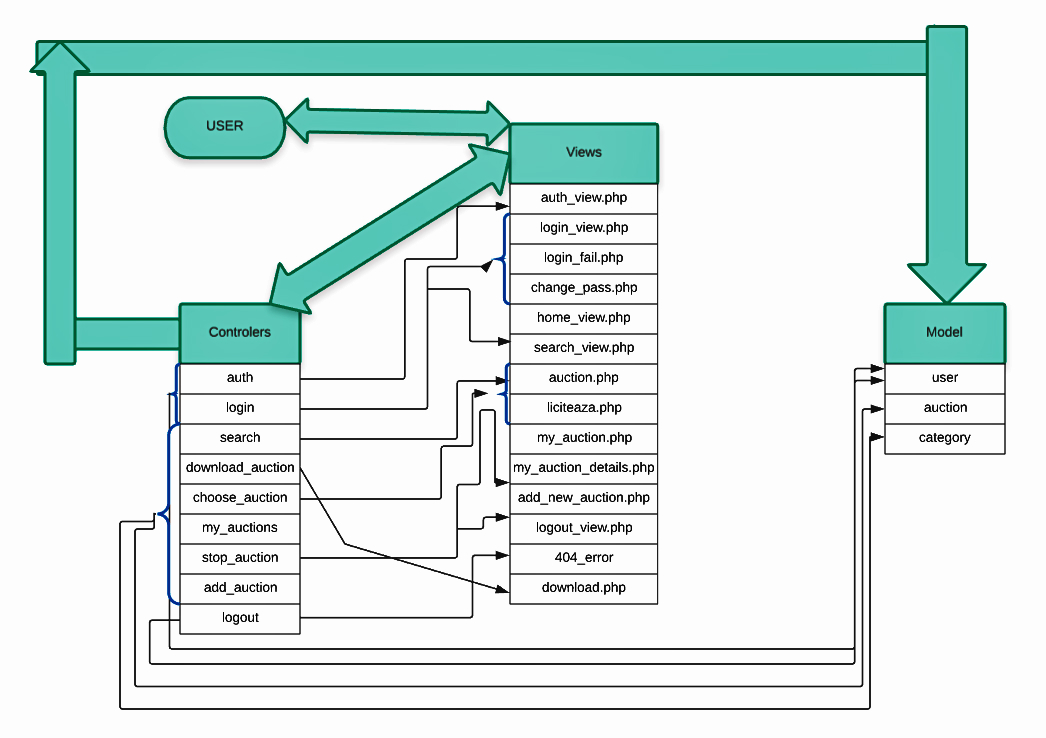 USER
Views
auth_view.php
login_view.php
login_fail.php
change_pass.php
home_view.php
search_view.php
auction.php
liciteaza.php
my_auction.php
my_auction_details.php
add_new_auction.php
logout_view.php
404_error
download.php
Controlers
auth
login
search
download_auction
choose_auction
my_auctions
stop_auction
add_auction
logout
Model
user
auction
category